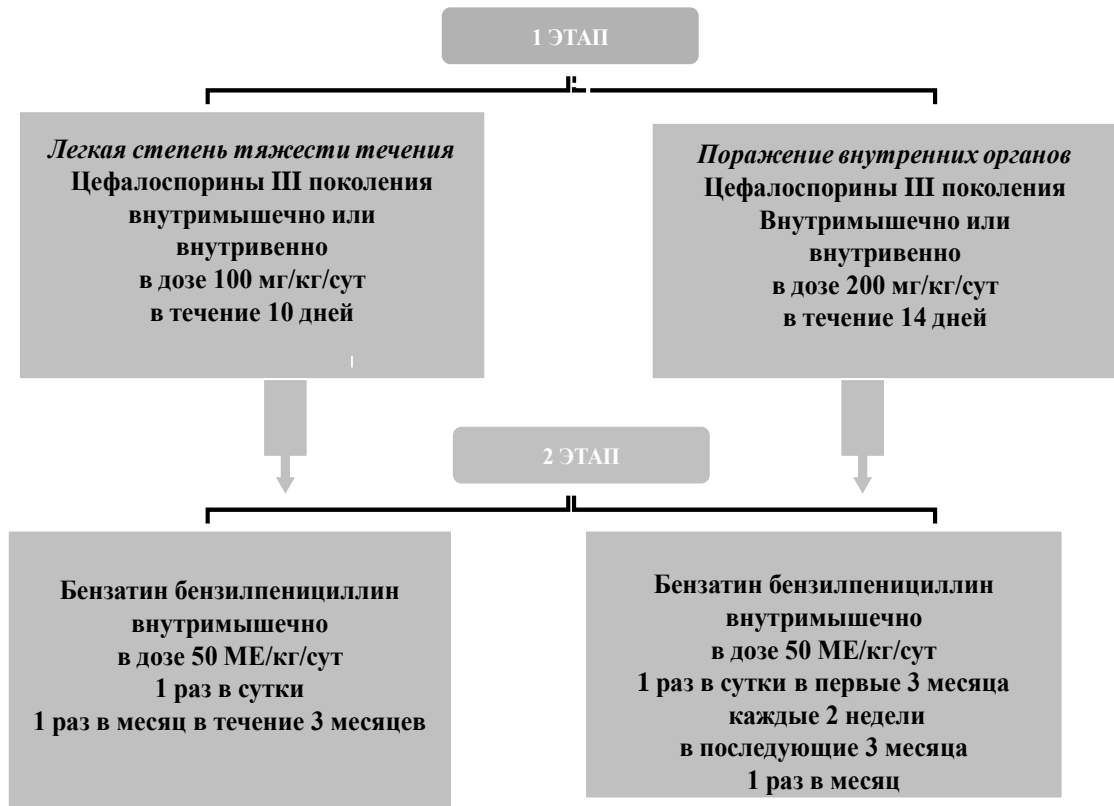 1 ЭТАП
Легкая степень тяжести течения
Цефалоспорины III поколения
внутримышечно или
внутривенно
в дозе 100 мг/кг/сут
в течение 10 дней
Поражение внутренних органов
Цефалоспорины III поколения
Внутримышечно или
внутривенно
в дозе 200 мг/кг/сут
в течение 14 дней
2 ЭТАП
Бензатин бензилпенициллин
внутримышечно
в дозе 50 МЕ/кг/сут
1 раз в сутки
1 раз в месяц в течение 3 месяцев
Бензатин бензилпенициллин
внутримышечно
в дозе 50 МЕ/кг/сут
1 раз в сутки в первые 3 месяца
каждые 2 недели
в последующие 3 месяца
1 раз в месяц